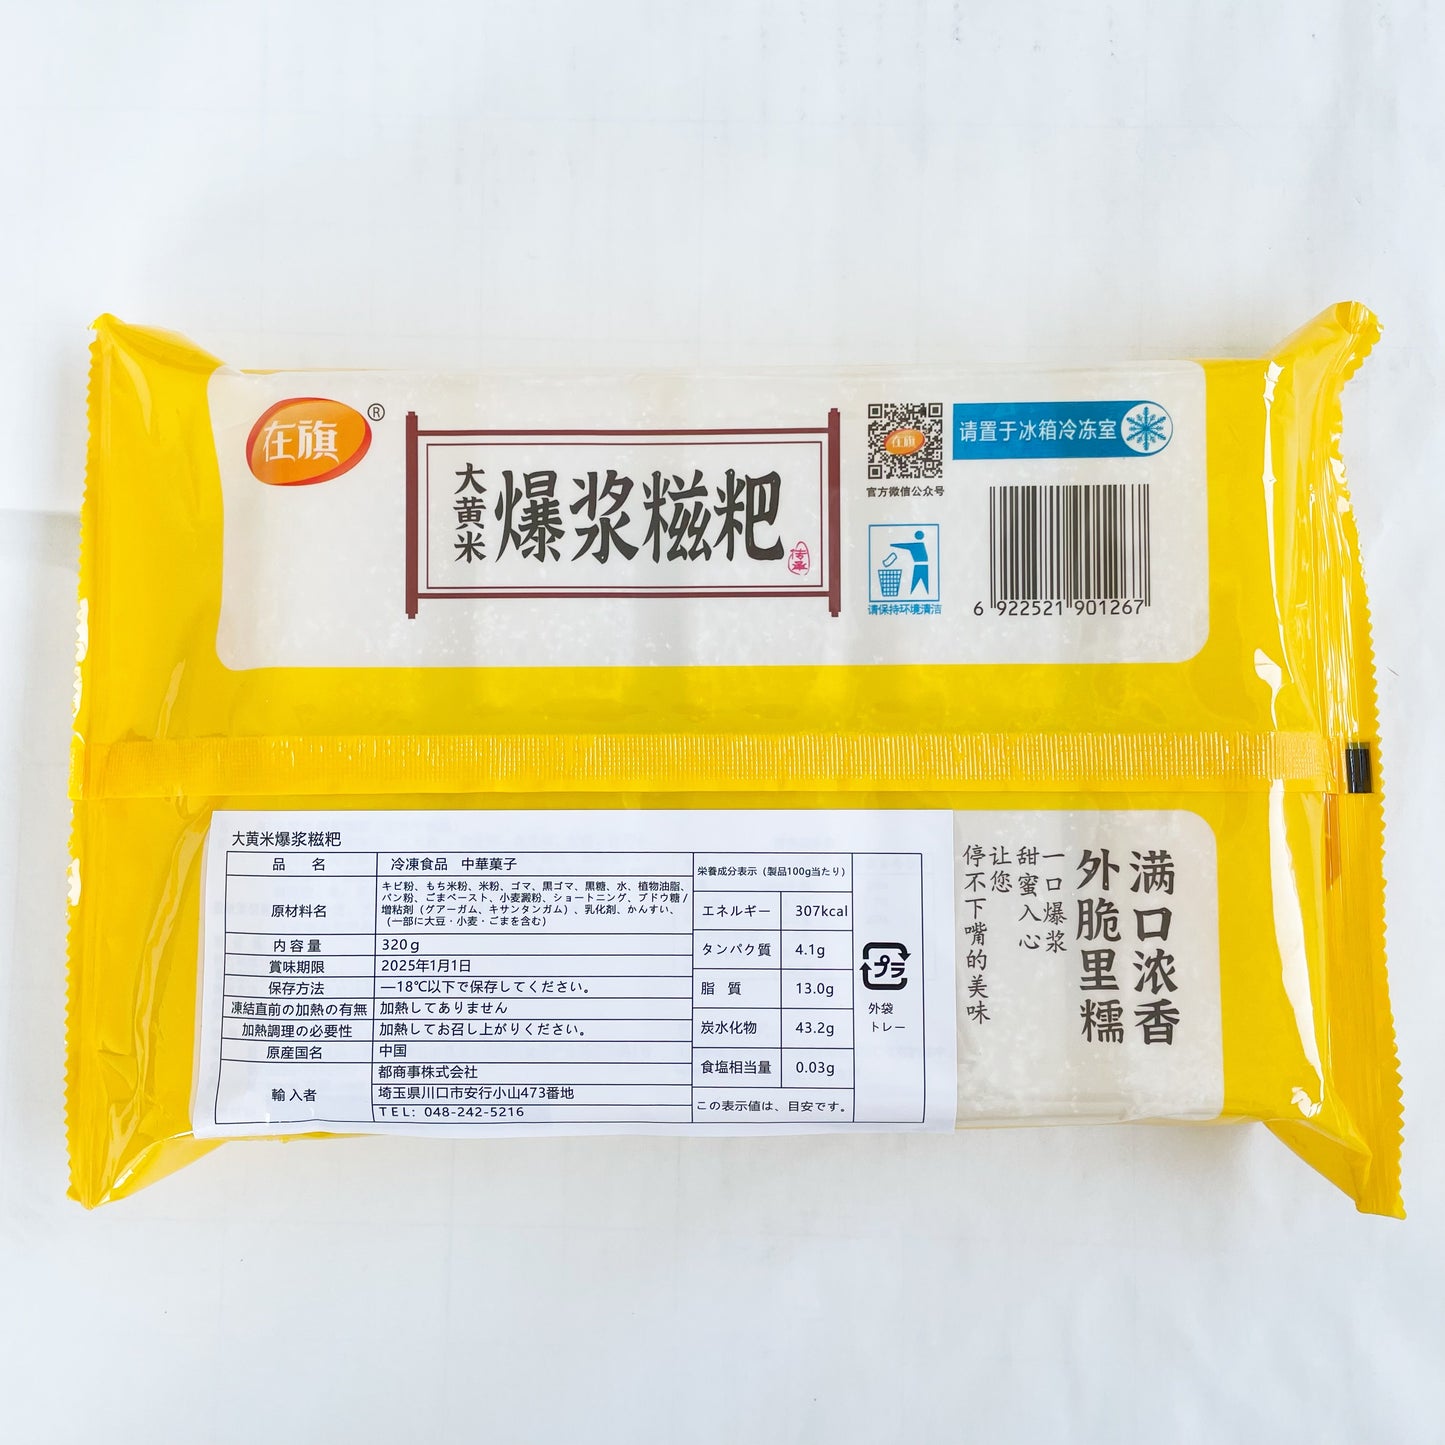 在旗®
大黄米
爆浆糍粑
传承
在旗
官方微信公众号
请置于冰箱冷冻室
请保持环境清洁
6 922521 901267
大黄米爆浆糍粑
品 名 冷凍食品 中華菓子
原材料名
キビ粉、もち米粉、米粉、ゴマ、黒ゴマ、黒糖、水、植物油脂、
パン粉、ごまペースト、小麦澱粉、ショートニング、ブドウ糖/
増粘剤（グアーガム、キサンタンガム）、乳化剤、かんすい、
（一部に大豆・小麦・ごまを含む）
内容量 320g
賞味期限 2025年1月1日
保存方法 —18℃以下で保存してください。
凍結直前の加熱の有無 加熱してありません
加熱調理の必要性 加熱してお召し上がりください。
原産国名 中国
輸入者
都商事株式会社
埼玉県川口市安行小山473番地
TEL: 048-242-5216
栄養成分表示（製品100g当たり）
エネルギー 307kcal
タンパク質 4.1g
脂 質 13.0g
炭水化物 43.2g
食塩相当量 0.03g
この表示値は、目安です。
プラ
外袋
トレー
满口浓香
外脆里糯
一口爆浆
甜蜜入心
让您
停不下嘴的美味